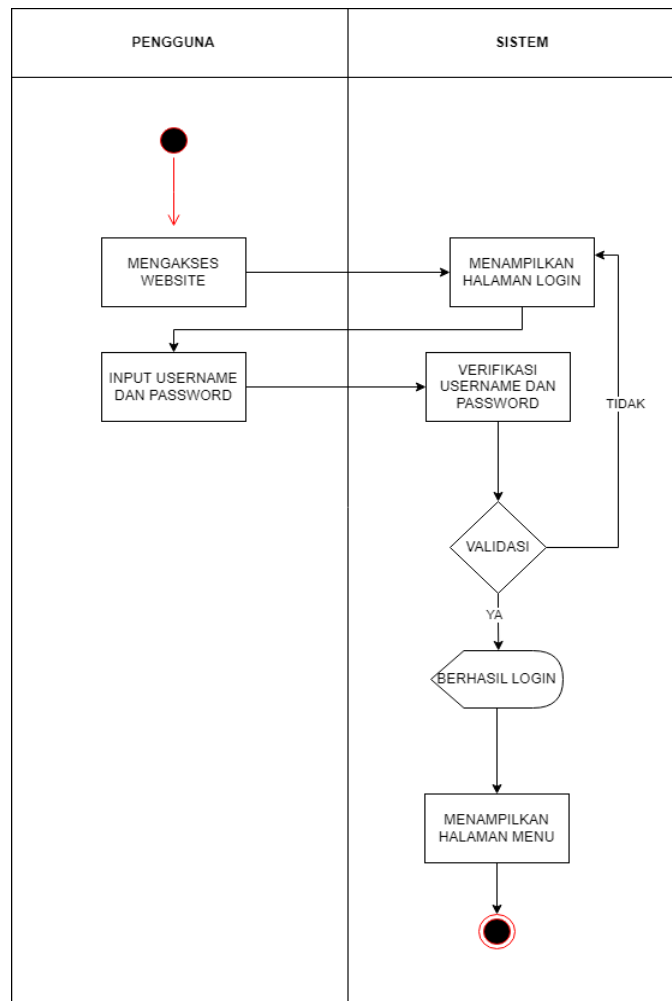 PENGGUNA
SISTEM
MENGAKSES
WEBSITE
MENAMPILKAN
HALAMAN LOGIN
INPUT USERNAME
DAN PASSWORD
VERIFIKASI
USERNAME DAN
PASSWORD
TIDAK
VALIDASI
YA
BERHASIL LOGIN
MENAMPILKAN
HALAMAN MENU